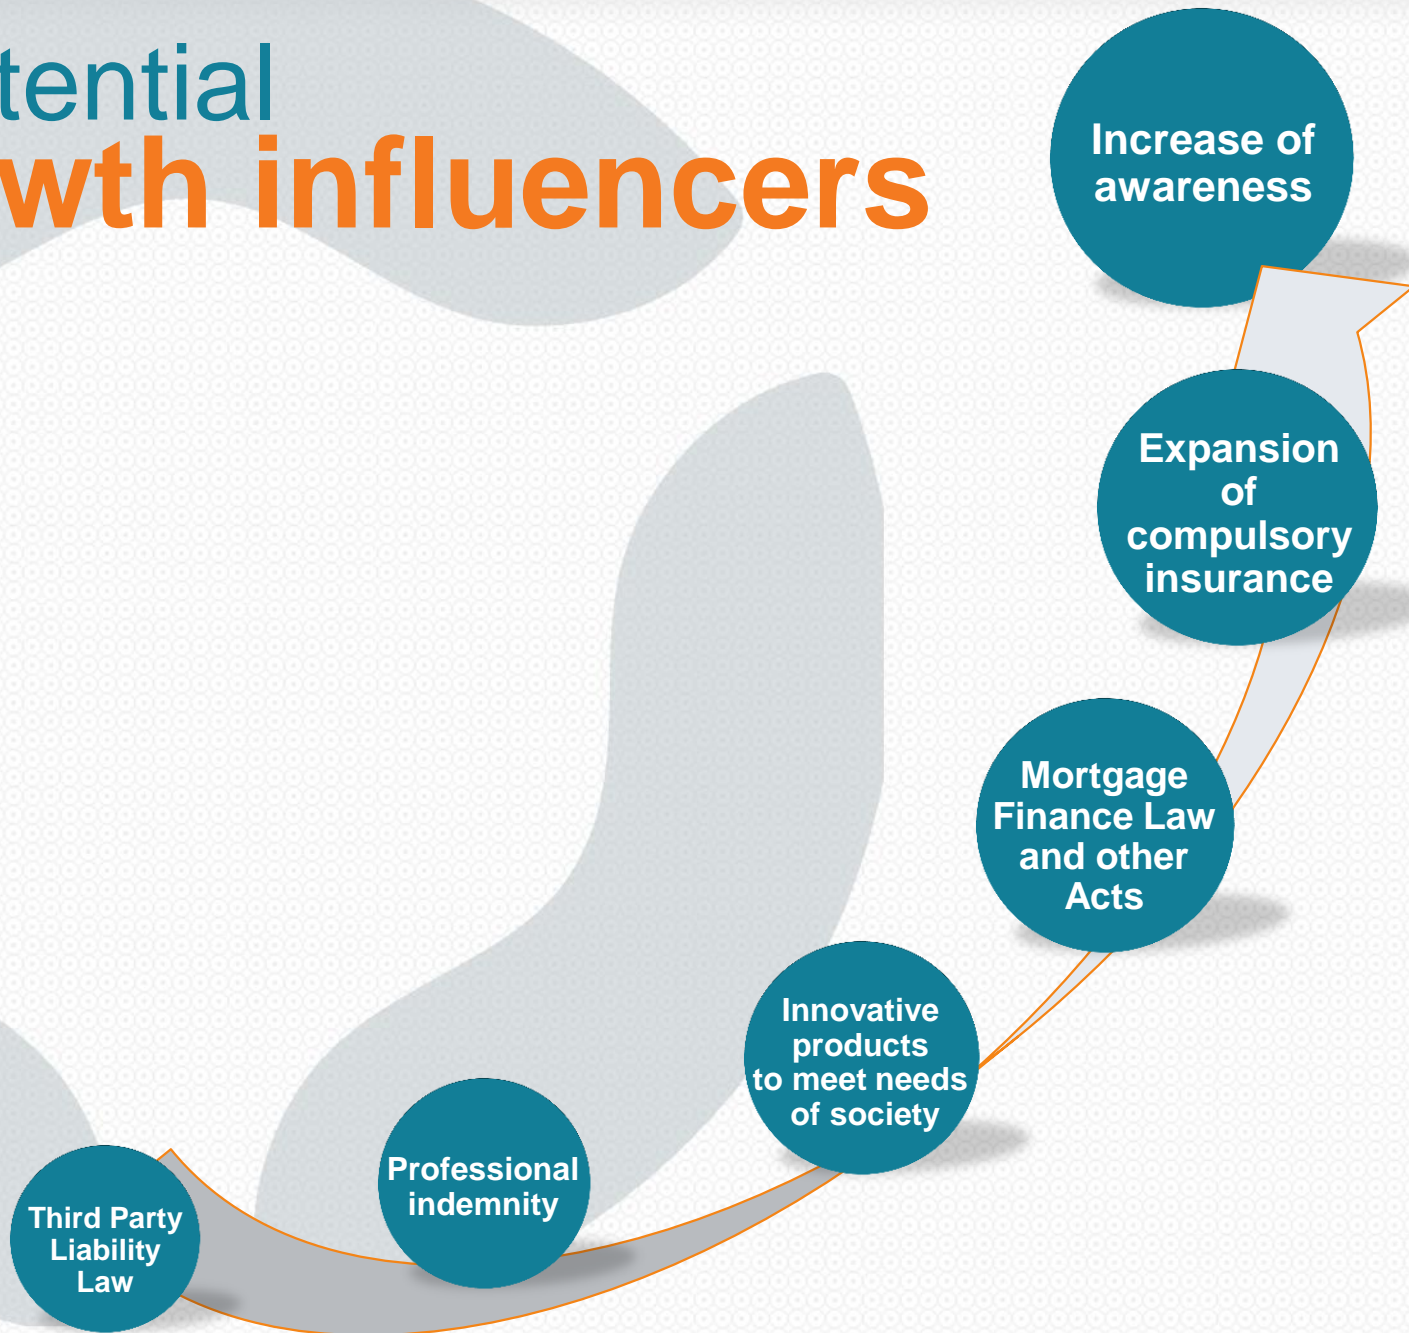 tential
wth influencers
Increase of
awareness
Expansion
of
compulsory
insurance
Mortgage
Finance Law
and other
Acts
Innovative
products
to meet needs
of society
Professional
indemnity
Third Party
Liability
Law